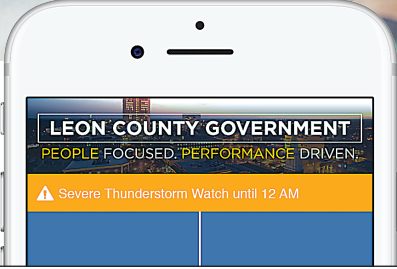 LEON COUNTY GOVERNMENT
PEOPLE FOCUSED. PERFORMANCE DRIVEN.
Severe Thunderstorm Watch until 12 AM